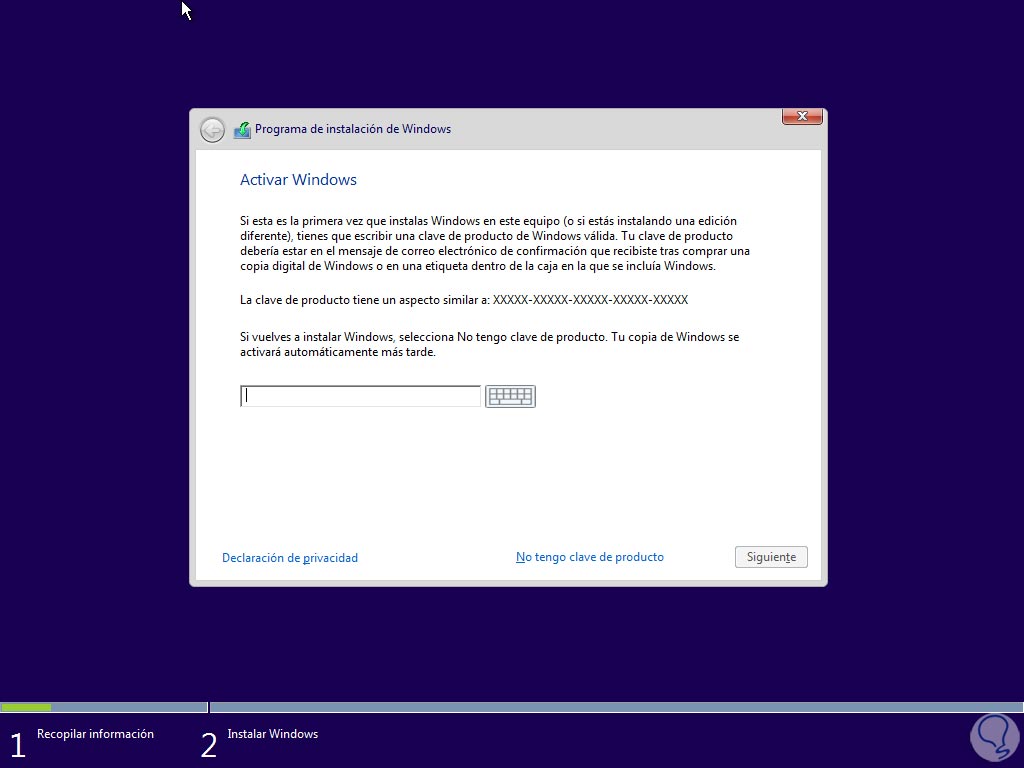 Programa de instalación de Windows
Activar Windows
Si esta es la primera vez que instalas Windows en este equipo (o si estás instalando una edición
diferente), tienes que escribir una clave de producto de Windows válida. Tu clave de producto
debería estar en el mensaje de correo electrónico de confirmación que recibiste tras comprar una
copia digital de Windows o en una etiqueta dentro de la caja en la que se incluía Windows.
La clave de producto tiene un aspecto similar a: XXXXX-XXXXX-XXXXX-XXXXX-XXXXX
Si vuelves a instalar Windows, selecciona No tengo clave de producto. Tu copia de Windows se
activará automáticamente más tarde.
Declaración de privacidad
No tengo clave de producto
Siguiente
1 Recopilar información
2 Instalar Windows